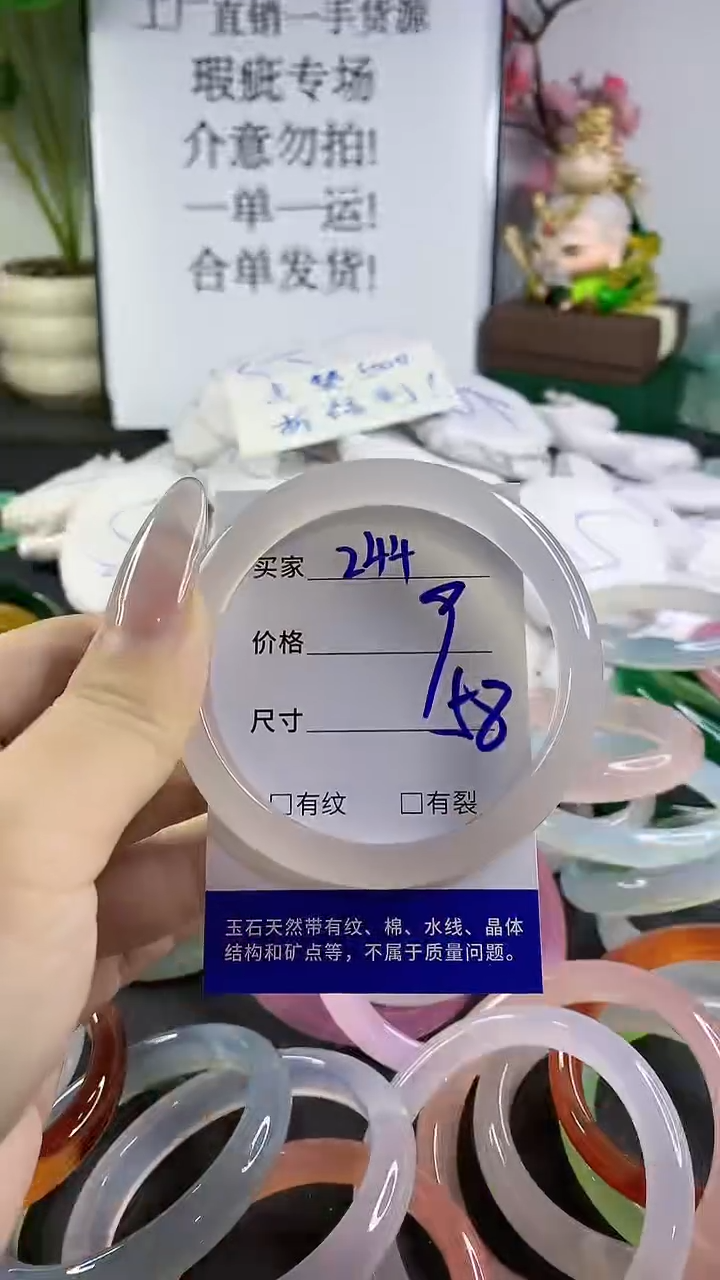 工厂直销一手货源
瑕疵专场
介意勿拍!
一单一运!
合单发货!
买家 244
价格
尺寸 58
□有纹 □有裂
玉石天然带有纹、棉、水线、晶体
结构和矿点等，不属于质量问题。